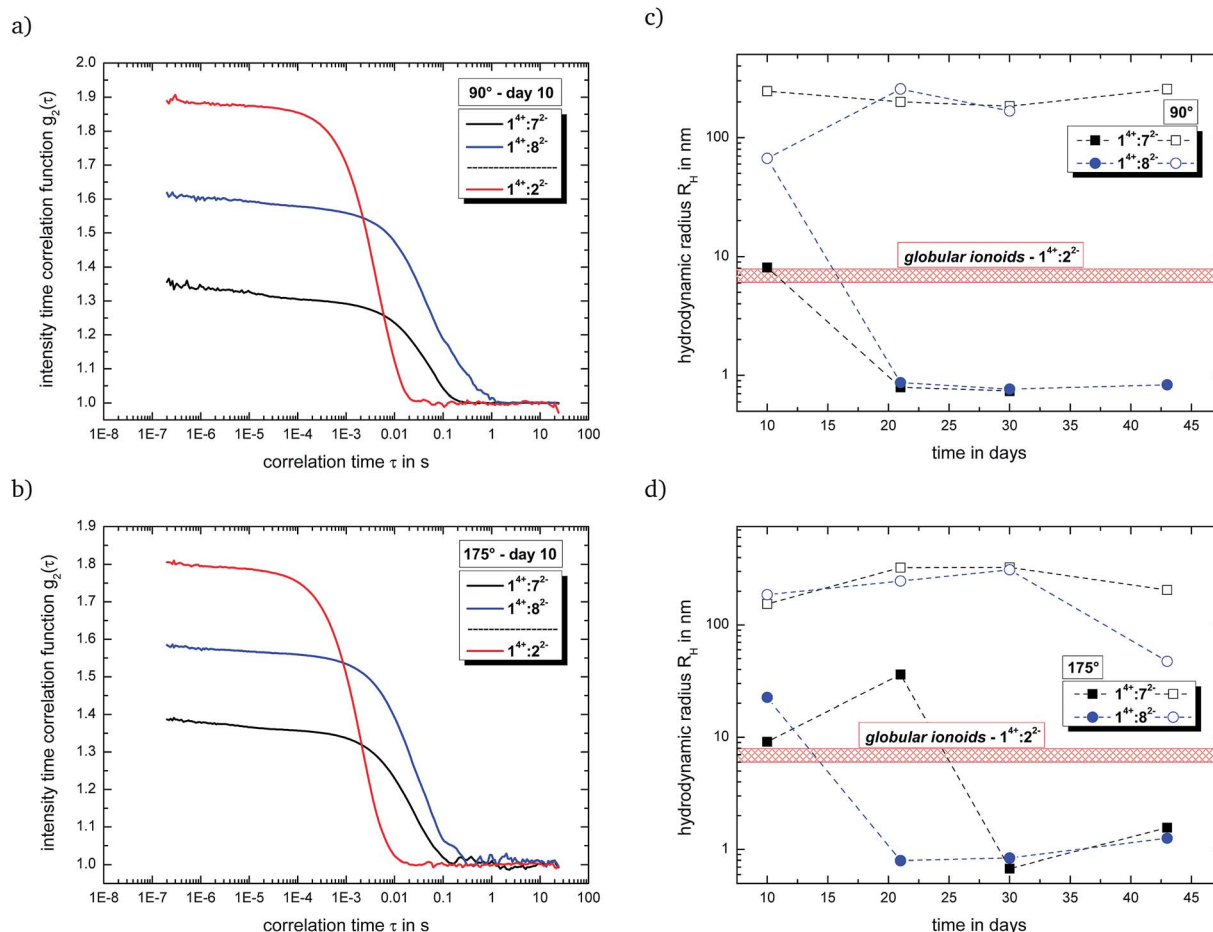 a)
2.0
1.9
1.8
1.7
1.6
1.5
1.4
1.3
1.2
1.1
1.0
intensity time correlation function g₂(τ)
90° - day 10
1⁴⁺:7²⁻
1⁴⁺:8²⁻
1⁴⁺:2²⁻
1E-8 1E-7 1E-6 1E-5 1E-4 1E-3 0.01 0.1 1 10 100
correlation time τ in s
b)
1.9
1.8
1.7
1.6
1.5
1.4
1.3
1.2
1.1
1.0
intensity time correlation function g₂(τ)
175° - day 10
1⁴⁺:7²⁻
1⁴⁺:8²⁻
1⁴⁺:2²⁻
1E-8 1E-7 1E-6 1E-5 1E-4 1E-3 0.01 0.1 1 10 100
correlation time τ in s
c)
100
10
1
hydrodynamic radius R_H in nm
90°
1⁴⁺:7²⁻
1⁴⁺:8²⁻
globular ionoids - 1⁴⁺:2²⁻
10 15 20 25 30 35 40 45
time in days
d)
100
10
1
hydrodynamic radius R_H in nm
175°
1⁴⁺:7²⁻
1⁴⁺:8²⁻
globular ionoids - 1⁴⁺:2²⁻
10 15 20 25 30 35 40 45
time in days